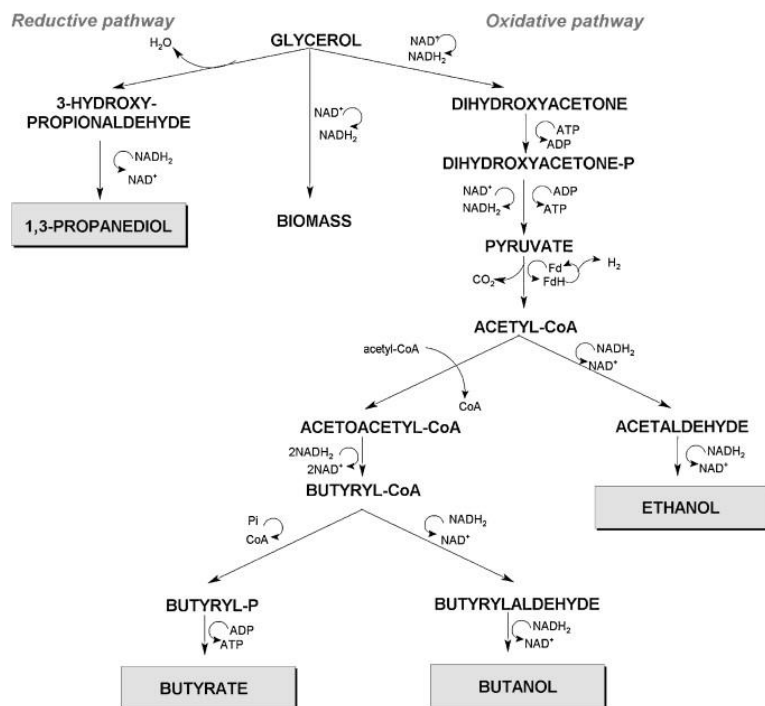 Reductive pathway
Oxidative pathway
GLYCEROL
H₂O
NAD⁺
NADH₂
3-HYDROXY-
PROPIONALDEHYDE
NAD⁺
NADH₂
DIHYDROXYACETONE
ATP
ADP
NADH₂
NAD⁺
DIHYDROXYACETONE-P
NAD⁺
NADH₂
ADP
ATP
1,3-PROPANEDIOL
BIOMASS
PYRUVATE
Fd
FdH
H₂
CO₂
ACETYL-CoA
acetyl-CoA
CoA
NADH₂
NAD⁺
ACETOACETYL-CoA
ACETALDEHYDE
2NADH₂
2NAD⁺
NADH₂
NAD⁺
BUTYRYL-CoA
ETHANOL
Pi
CoA
NADH₂
NAD⁺
BUTYRYL-P
BUTYRYLALDEHYDE
ADP
ATP
NADH₂
NAD⁺
BUTYRATE
BUTANOL